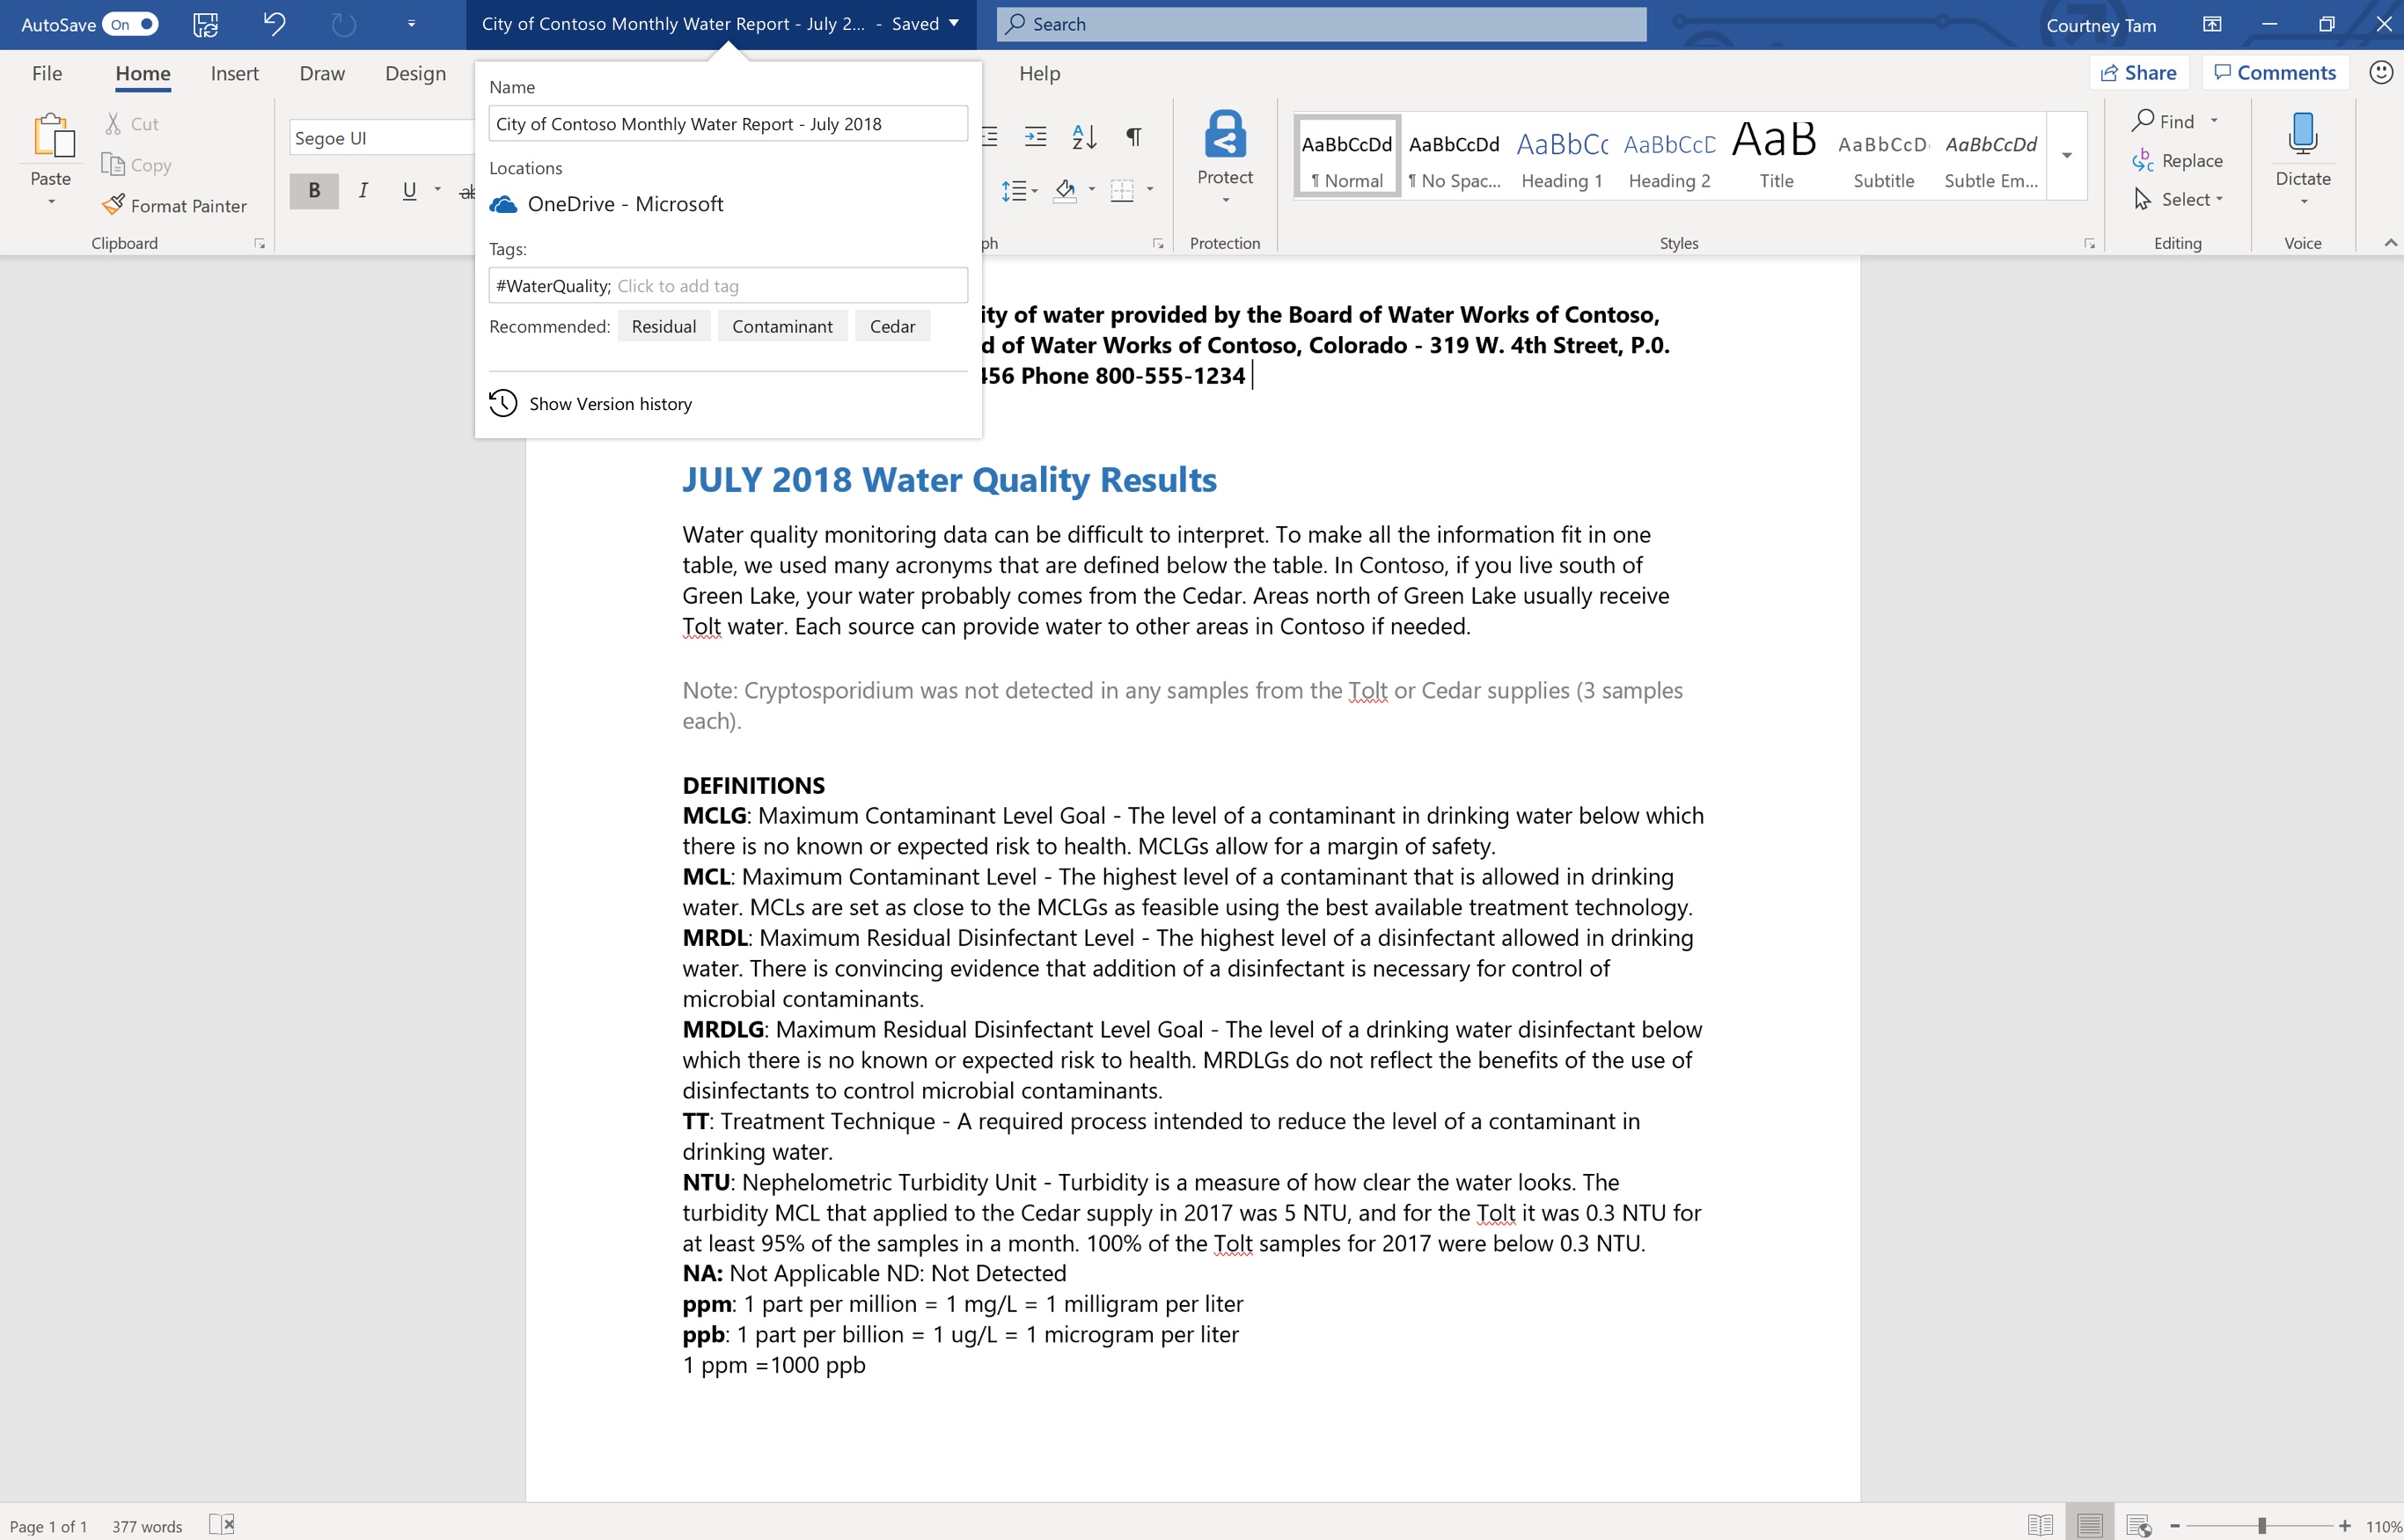 AutoSave On
City of Contoso Monthly Water Report - July 2... - Saved
Search
Courtney Tam
File Home Insert Draw Design Help Share Comments
Name
City of Contoso Monthly Water Report - July 2018
Locations
OneDrive - Microsoft
Tags:
#WaterQuality; Click to add tag
Recommended: Residual Contaminant Cedar
Show Version history
Paste
Cut
Copy
Format Painter
Clipboard
Segoe UI
B I U ab
ph
Protect
Protection
AaBbCcDd AaBbCcDd AaBbCc AaBbCcD AaB AaBbCcD AaBbCcDd
¶ Normal ¶ No Spac... Heading 1 Heading 2 Title Subtitle Subtle Em...
Styles
Find
Replace
Select
Editing
Dictate
Voice
ity of water provided by the Board of Water Works of Contoso,
d of Water Works of Contoso, Colorado - 319 W. 4th Street, P.0.
456 Phone 800-555-1234
JULY 2018 Water Quality Results
Water quality monitoring data can be difficult to interpret. To make all the information fit in one
table, we used many acronyms that are defined below the table. In Contoso, if you live south of
Green Lake, your water probably comes from the Cedar. Areas north of Green Lake usually receive
Tolt water. Each source can provide water to other areas in Contoso if needed.
Note: Cryptosporidium was not detected in any samples from the Tolt or Cedar supplies (3 samples
each).
DEFINITIONS
MCLG: Maximum Contaminant Level Goal - The level of a contaminant in drinking water below which
there is no known or expected risk to health. MCLGs allow for a margin of safety.
MCL: Maximum Contaminant Level - The highest level of a contaminant that is allowed in drinking
water. MCLs are set as close to the MCLGs as feasible using the best available treatment technology.
MRDL: Maximum Residual Disinfectant Level - The highest level of a disinfectant allowed in drinking
water. There is convincing evidence that addition of a disinfectant is necessary for control of
microbial contaminants.
MRDLG: Maximum Residual Disinfectant Level Goal - The level of a drinking water disinfectant below
which there is no known or expected risk to health. MRDLGs do not reflect the benefits of the use of
disinfectants to control microbial contaminants.
TT: Treatment Technique - A required process intended to reduce the level of a contaminant in
drinking water.
NTU: Nephelometric Turbidity Unit - Turbidity is a measure of how clear the water looks. The
turbidity MCL that applied to the Cedar supply in 2017 was 5 NTU, and for the Tolt it was 0.3 NTU for
at least 95% of the samples in a month. 100% of the Tolt samples for 2017 were below 0.3 NTU.
NA: Not Applicable ND: Not Detected
ppm: 1 part per million = 1 mg/L = 1 milligram per liter
ppb: 1 part per billion = 1 ug/L = 1 microgram per liter
1 ppm =1000 ppb
Page 1 of 1 377 words
110%